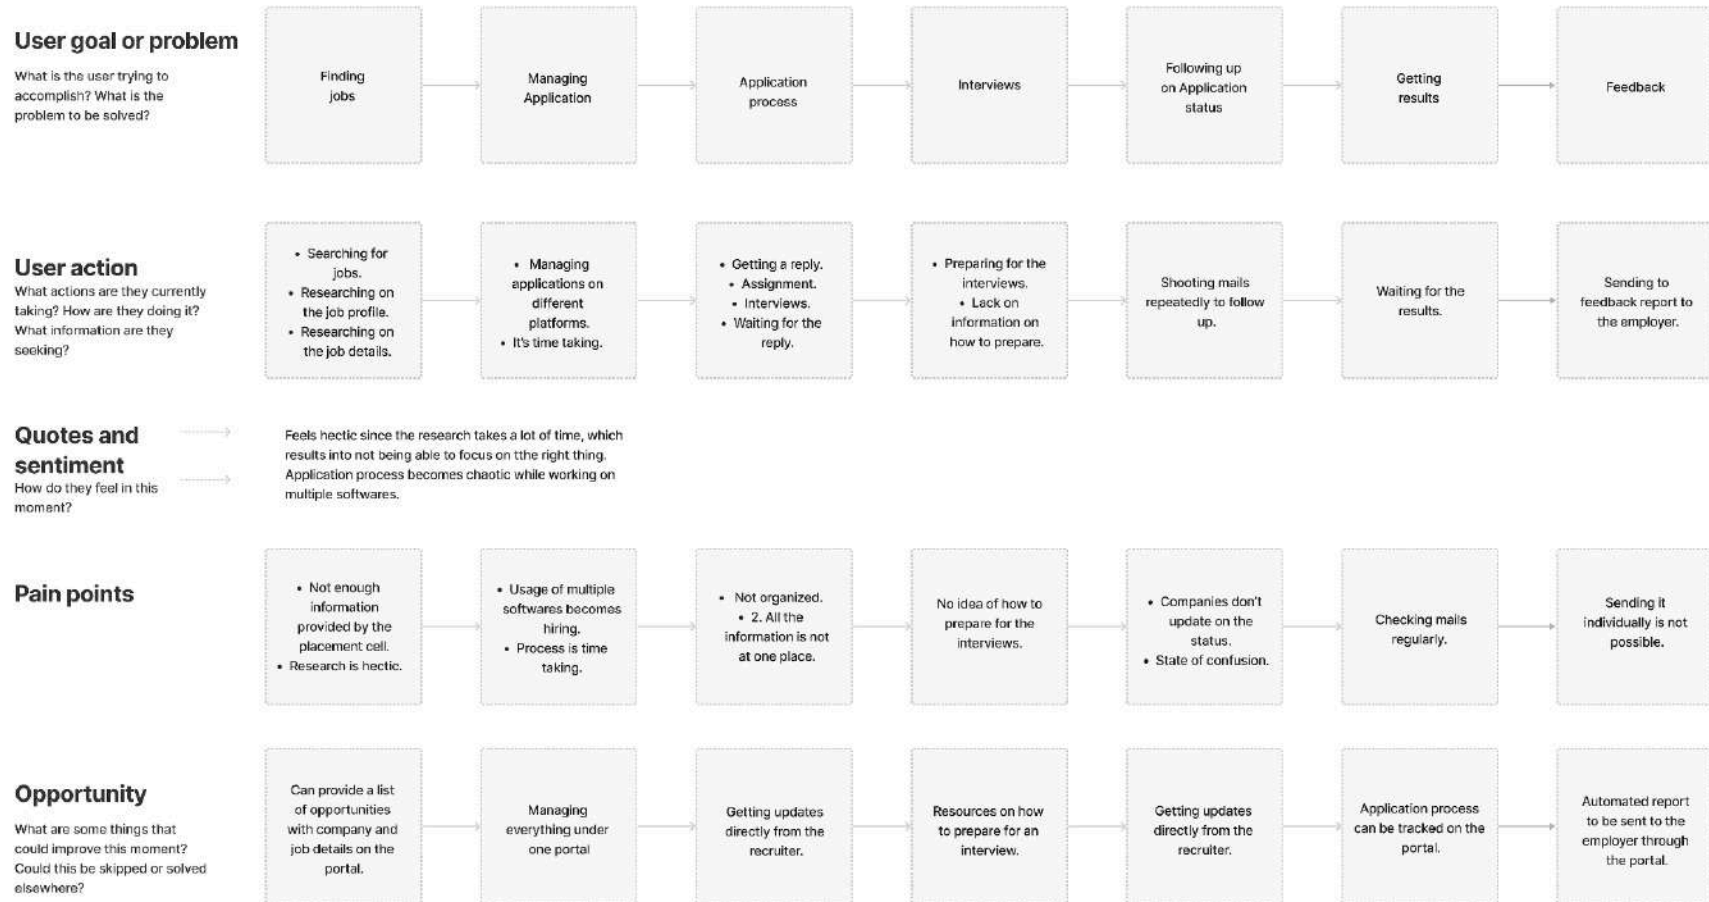 User goal or problem
What is the user trying to
accomplish? What is the
problem to be solved?
Finding
jobs
Managing
Application
Application
process
Interviews
Following up
on Application
status
Getting
results
Feedback
User action
What actions are they currently
taking? How are they doing it?
What information are they
seeking?
• Searching for
jobs.
• Researching on
the job profile.
• Researching on
the job details.
• Managing
applications on
different
platforms.
• It's time taking.
• Getting a reply.
• Assignment.
• Interviews.
• Waiting for the
reply.
• Preparing for the
interviews.
• Lack on
information on
how to prepare.
Shooting mails
repeatedly to follow
up.
Waiting for the
results.
Sending to
feedback report to
the employer.
Quotes and
sentiment
How do they feel in this
moment?
Feels hectic since the research takes a lot of time, which
results into not being able to focus on tthe right thing.
Application process becomes chaotic while working on
multiple softwares.
Pain points
• Not enough
information
provided by the
placement cell.
• Research is hectic.
• Usage of multiple
softwares becomes
hiring.
• Process is time
taking.
• Not organized.
• 2. All the
information is not
at one place.
No idea of how to
prepare for the
interviews.
• Companies don't
update on the
status.
• State of confusion.
Checking mails
regularly.
Sending it
individually is not
possible.
Opportunity
What are some things that
could improve this moment?
Could this be skipped or solved
elsewhere?
Can provide a list
of opportunities
with company and
job details on the
portal.
Managing
everything under
one portal
Getting updates
directly from the
recruiter.
Resources on how
to prepare for an
interview.
Getting updates
directly from the
recruiter.
Application process
can be tracked on the
portal.
Automated report
to be sent to the
employer through
the portal.